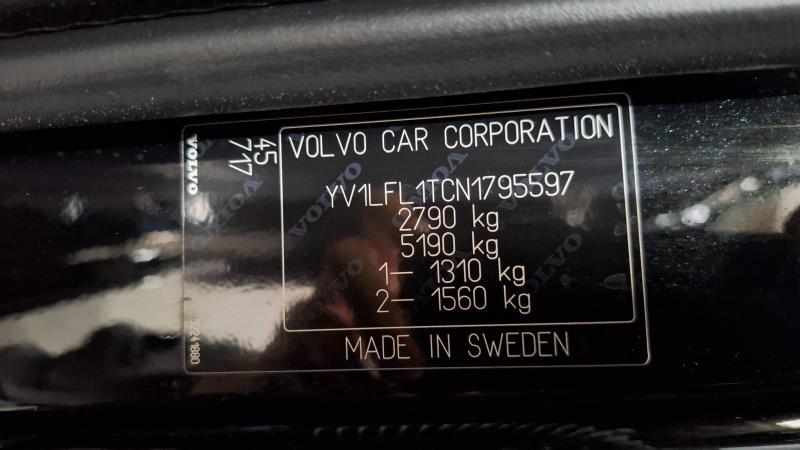 VOLVO
45
717
VOLVO CAR CORPORATION
YV1LFL1TCN1795597
2790 kg
5190 kg
1– 1310 kg
2– 1560 kg
MADE IN SWEDEN